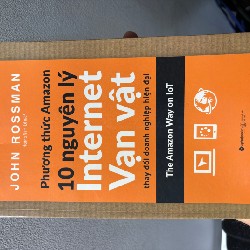 JOHN ROSSMAN
Phương thức Amazon
10 nguyên lý
Internet
Vạn vật
thay đổi doanh nghiệp hiện đại
The Amazon Way on IoT